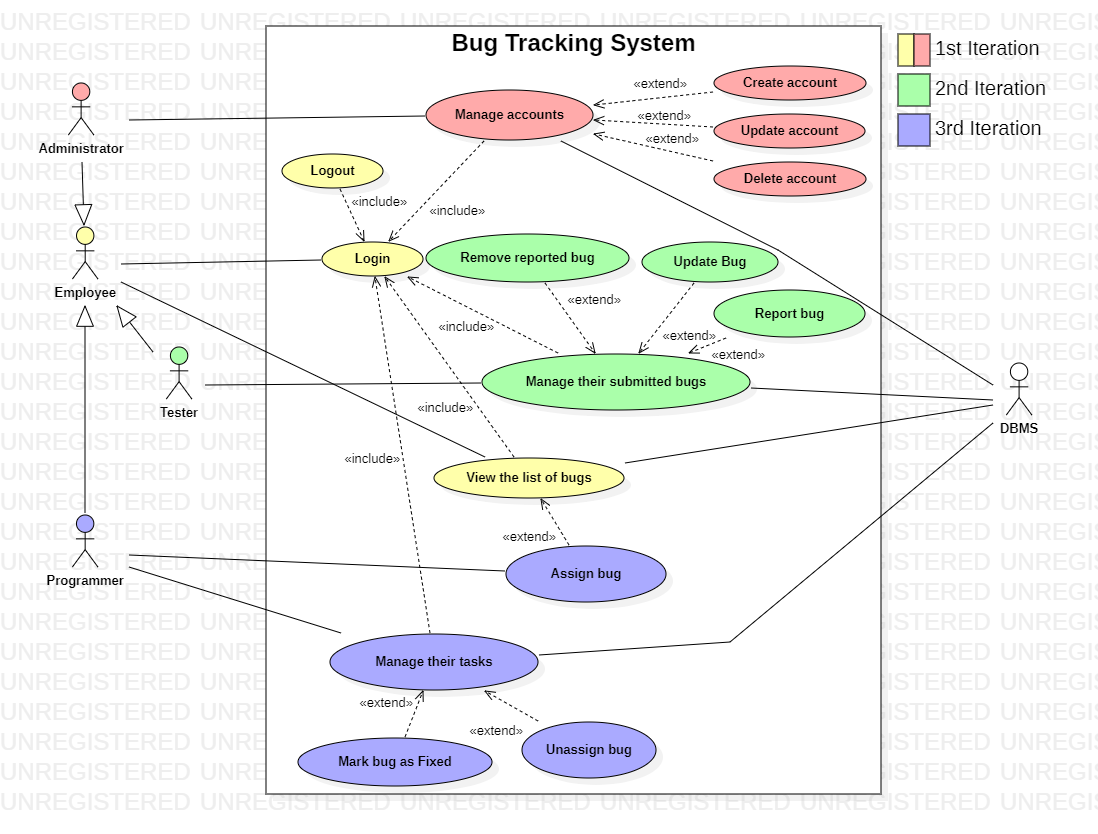 Bug Tracking System
1st Iteration
2nd Iteration
3rd Iteration
Administrator
Manage accounts
«extend»
Create account
«extend»
Update account
«extend»
Delete account
Logout
«include»
«include»
Employee
Login
Remove reported bug
Update Bug
«extend»
Report bug
«include»
«extend»
«extend»
Tester
Manage their submitted bugs
DBMS
«include»
«include»
View the list of bugs
«extend»
Programmer
Assign bug
Manage their tasks
«extend»
«extend»
Mark bug as Fixed
Unassign bug
UNREGISTERED